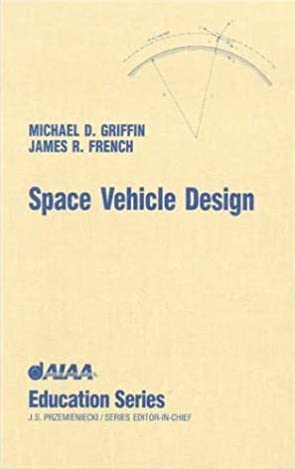 MICHAEL D. GRIFFIN
JAMES R. FRENCH
Space Vehicle Design
AIAA
Education Series
J.S. PRZEMIENIECKI / SERIES EDITOR-IN-CHIEF